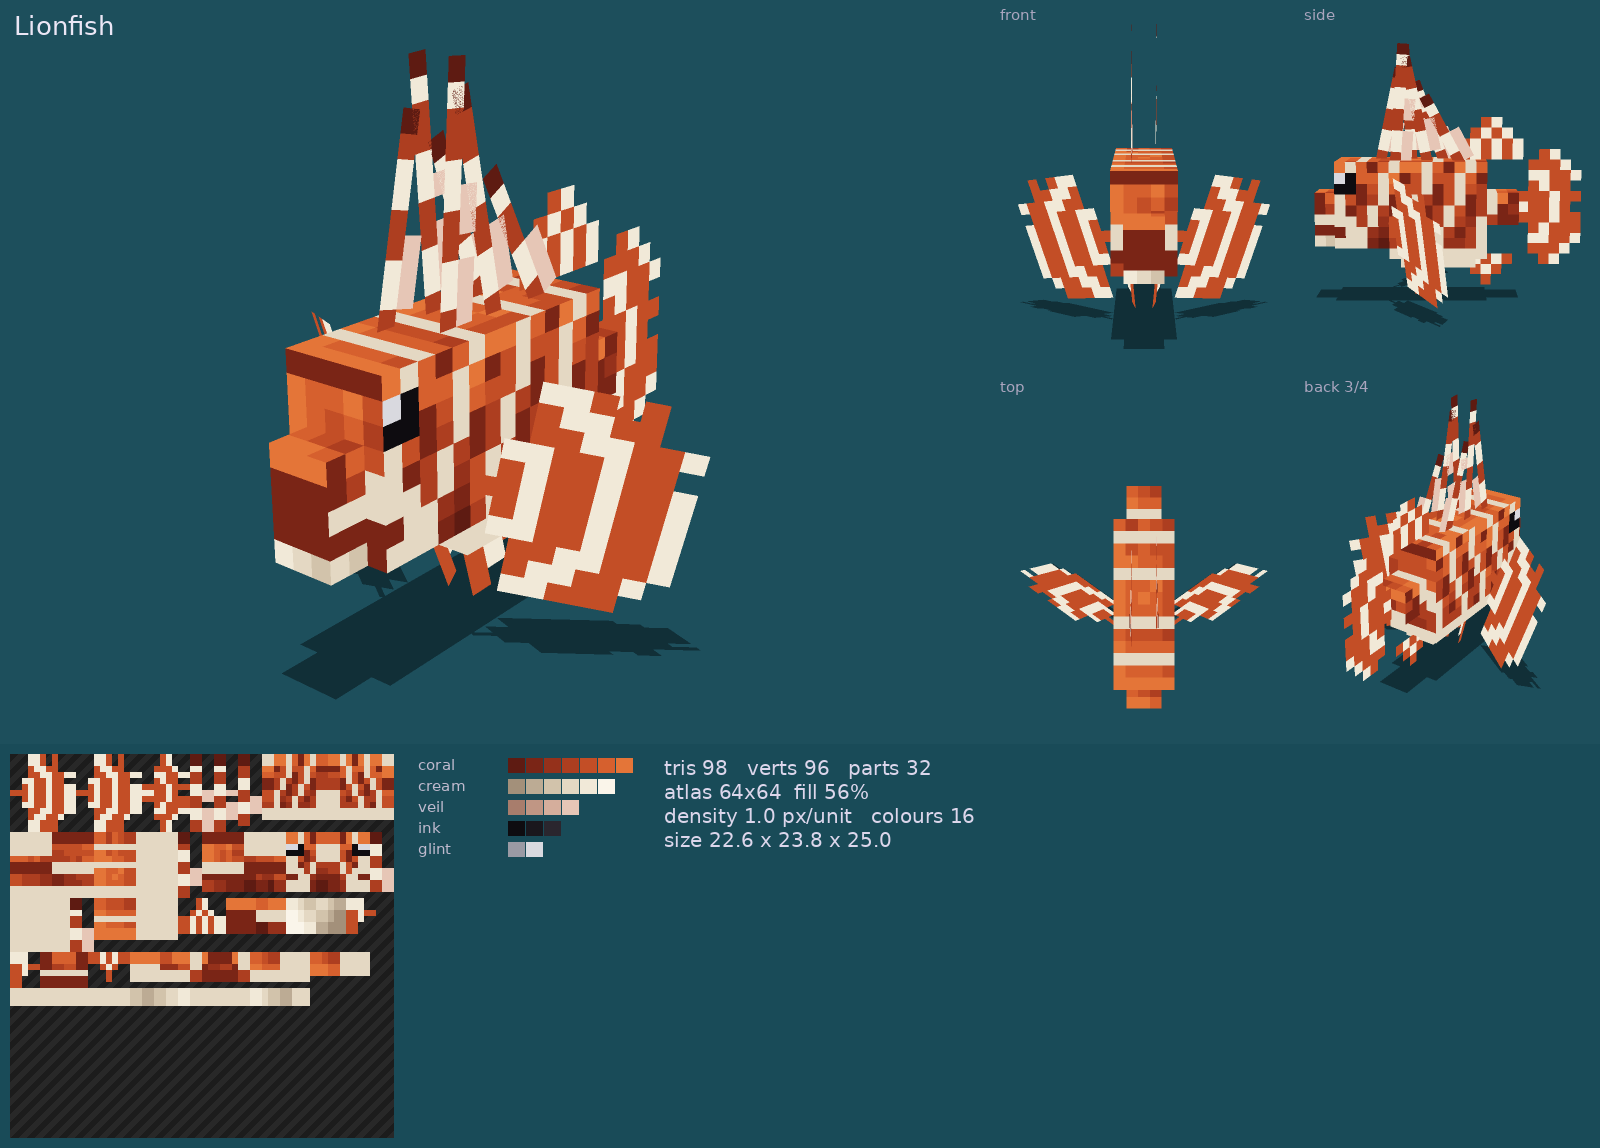 Lionfish
front
side
top
back 3/4
coral
cream
veil
ink
glint
tris 98 verts 96 parts 32
atlas 64x64 fill 56%
density 1.0 px/unit colours 16
size 22.6 x 23.8 x 25.0